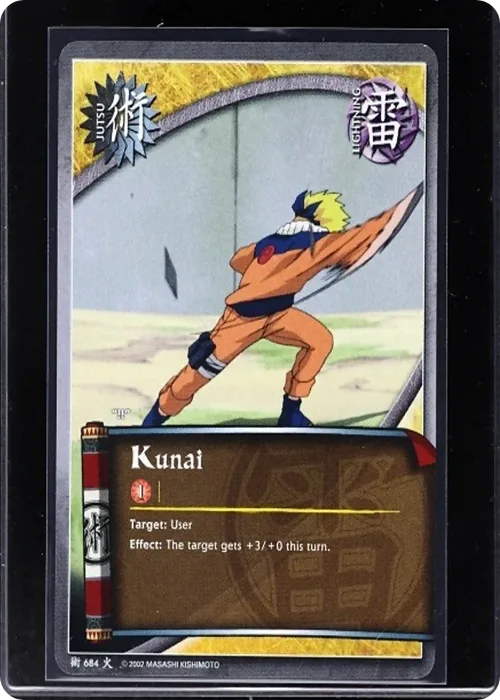 JUTSU
術
LIGHTNING
雷
Kunai
1
Target: User
Effect: The target gets +3/+0 this turn.
術 684 火 © 2002 MASASHI KISHIMOTO